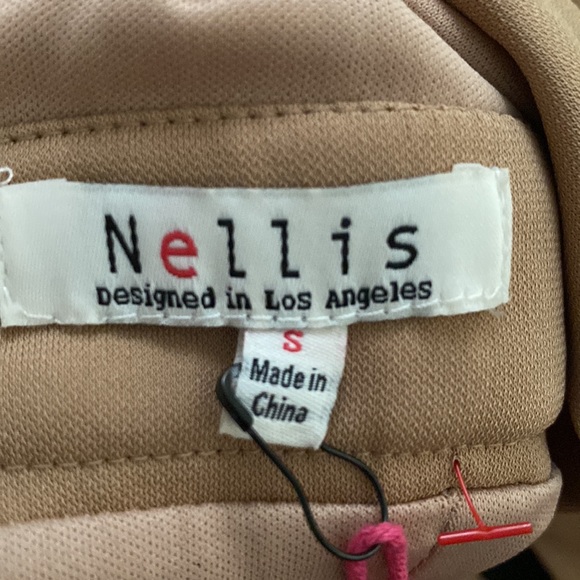 Nellis
Designed in Los Angeles
S
Made in
China